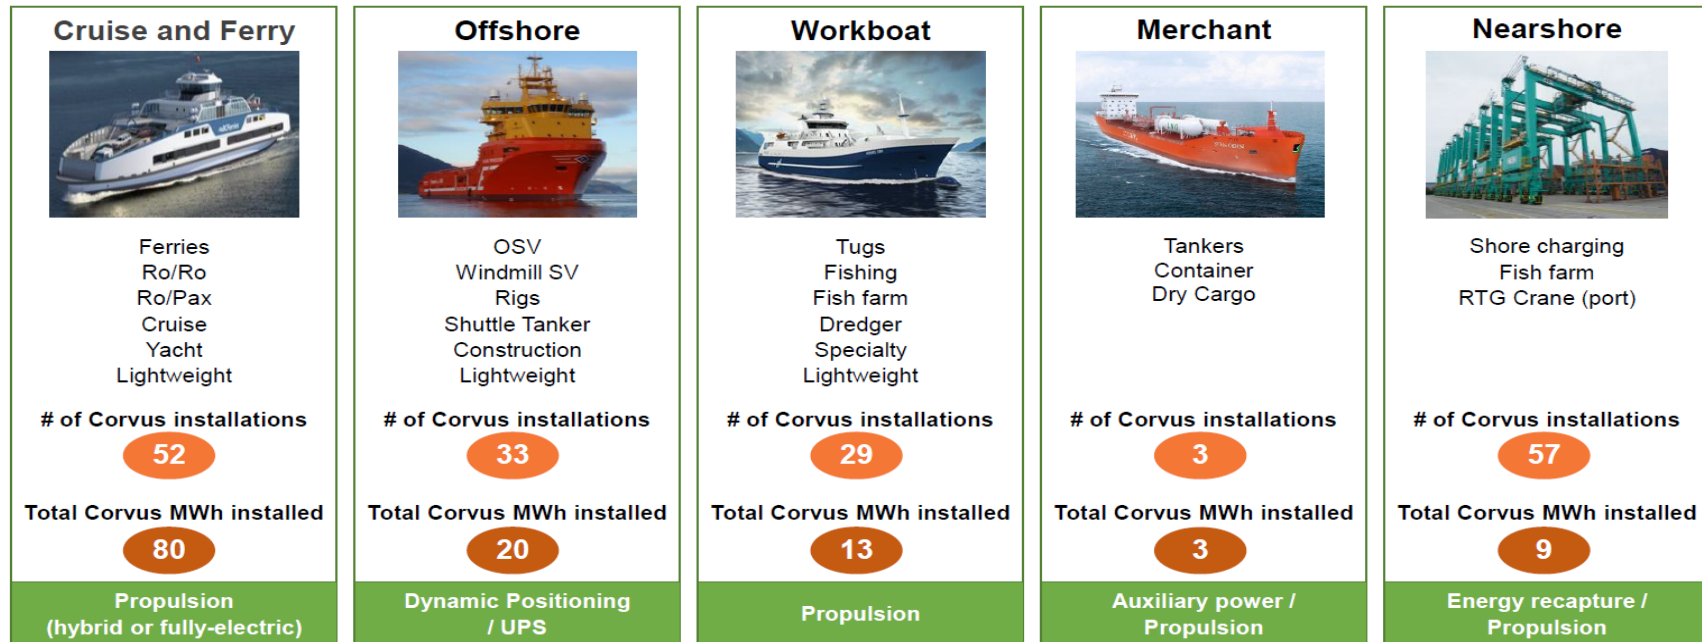 Cruise and Ferry
Ferries
Ro/Ro
Ro/Pax
Cruise
Yacht
Lightweight
# of Corvus installations
52
Total Corvus MWh installed
80
Propulsion
(hybrid or fully-electric)
Offshore
OSV
Windmill SV
Rigs
Shuttle Tanker
Construction
Lightweight
# of Corvus installations
33
Total Corvus MWh installed
20
Dynamic Positioning
/ UPS
Workboat
Tugs
Fishing
Fish farm
Dredger
Specialty
Lightweight
# of Corvus installations
29
Total Corvus MWh installed
13
Propulsion
Merchant
Tankers
Container
Dry Cargo
# of Corvus installations
3
Total Corvus MWh installed
3
Auxiliary power /
Propulsion
Nearshore
Shore charging
Fish farm
RTG Crane (port)
# of Corvus installations
57
Total Corvus MWh installed
9
Energy recapture /
Propulsion